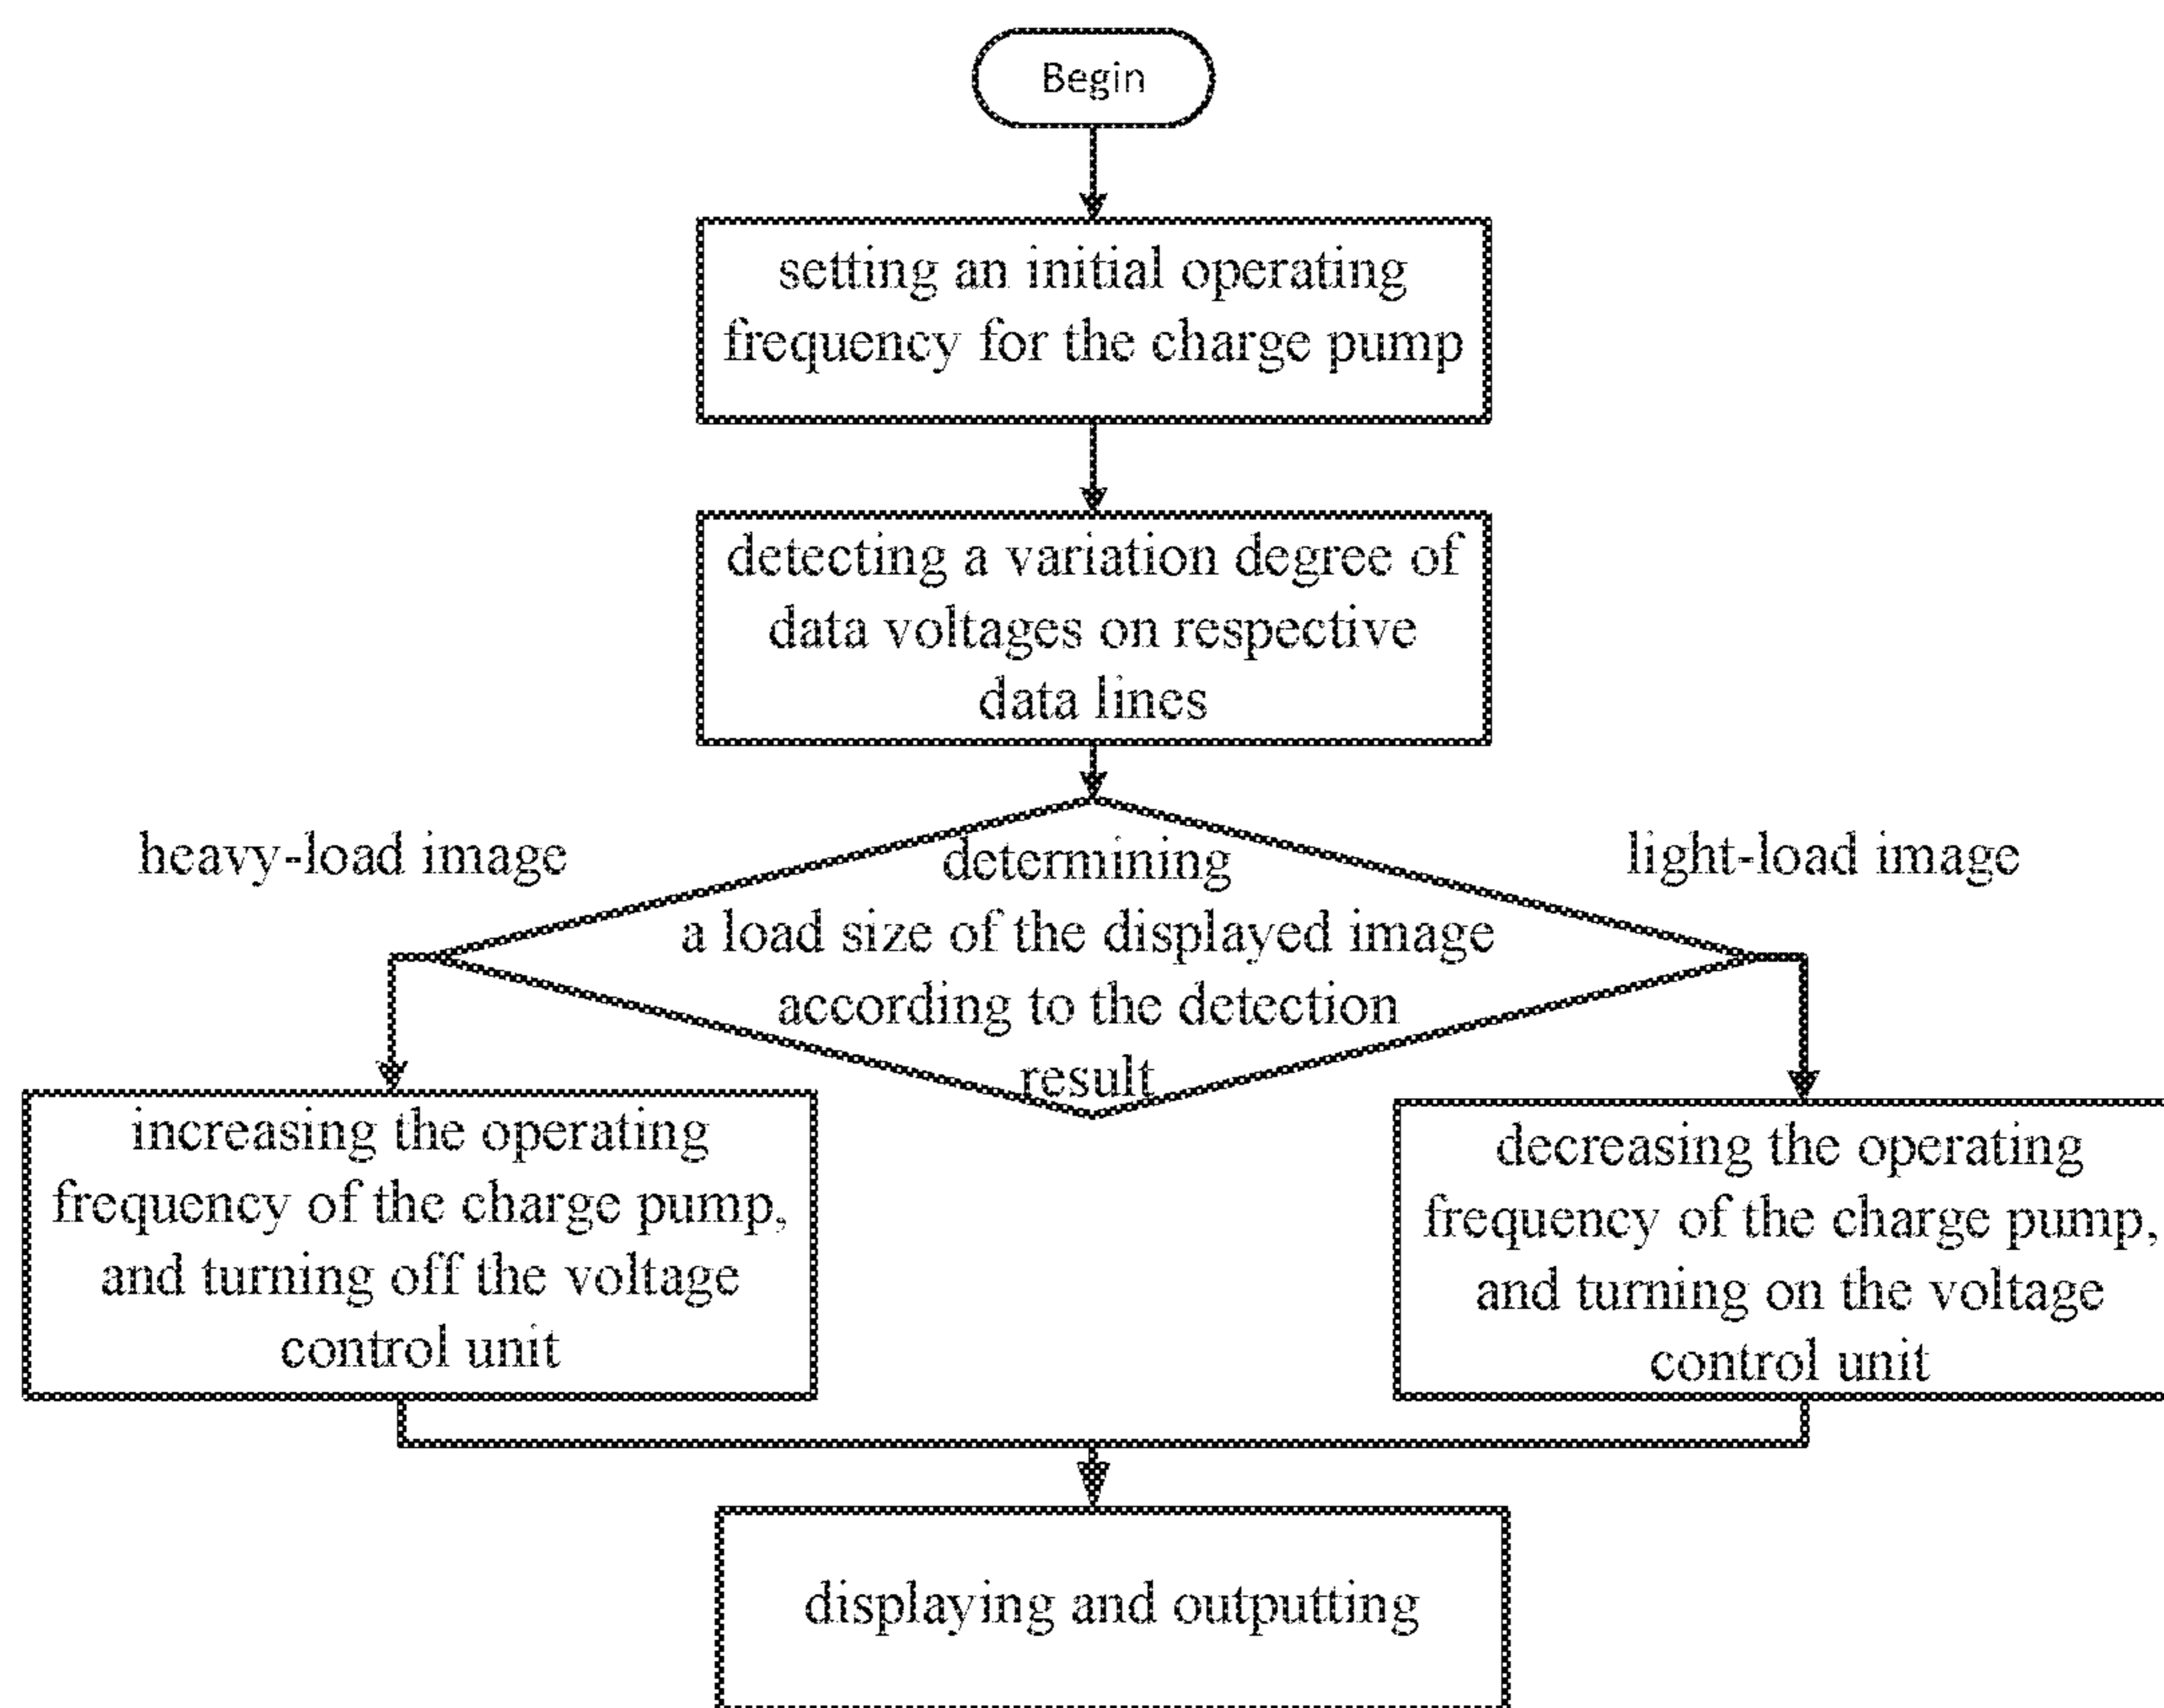 Begin
setting an initial operating
frequency for the charge pump
detecting a variation degree of
data voltages on respective
data lines
heavy-load image
light-load image
determining
a load size of the displayed image
according to the detection
result
increasing the operating
frequency of the charge pump,
and turning off the voltage
control unit
decreasing the operating
frequency of the charge pump,
and turning on the voltage
control unit
displaying and outputting